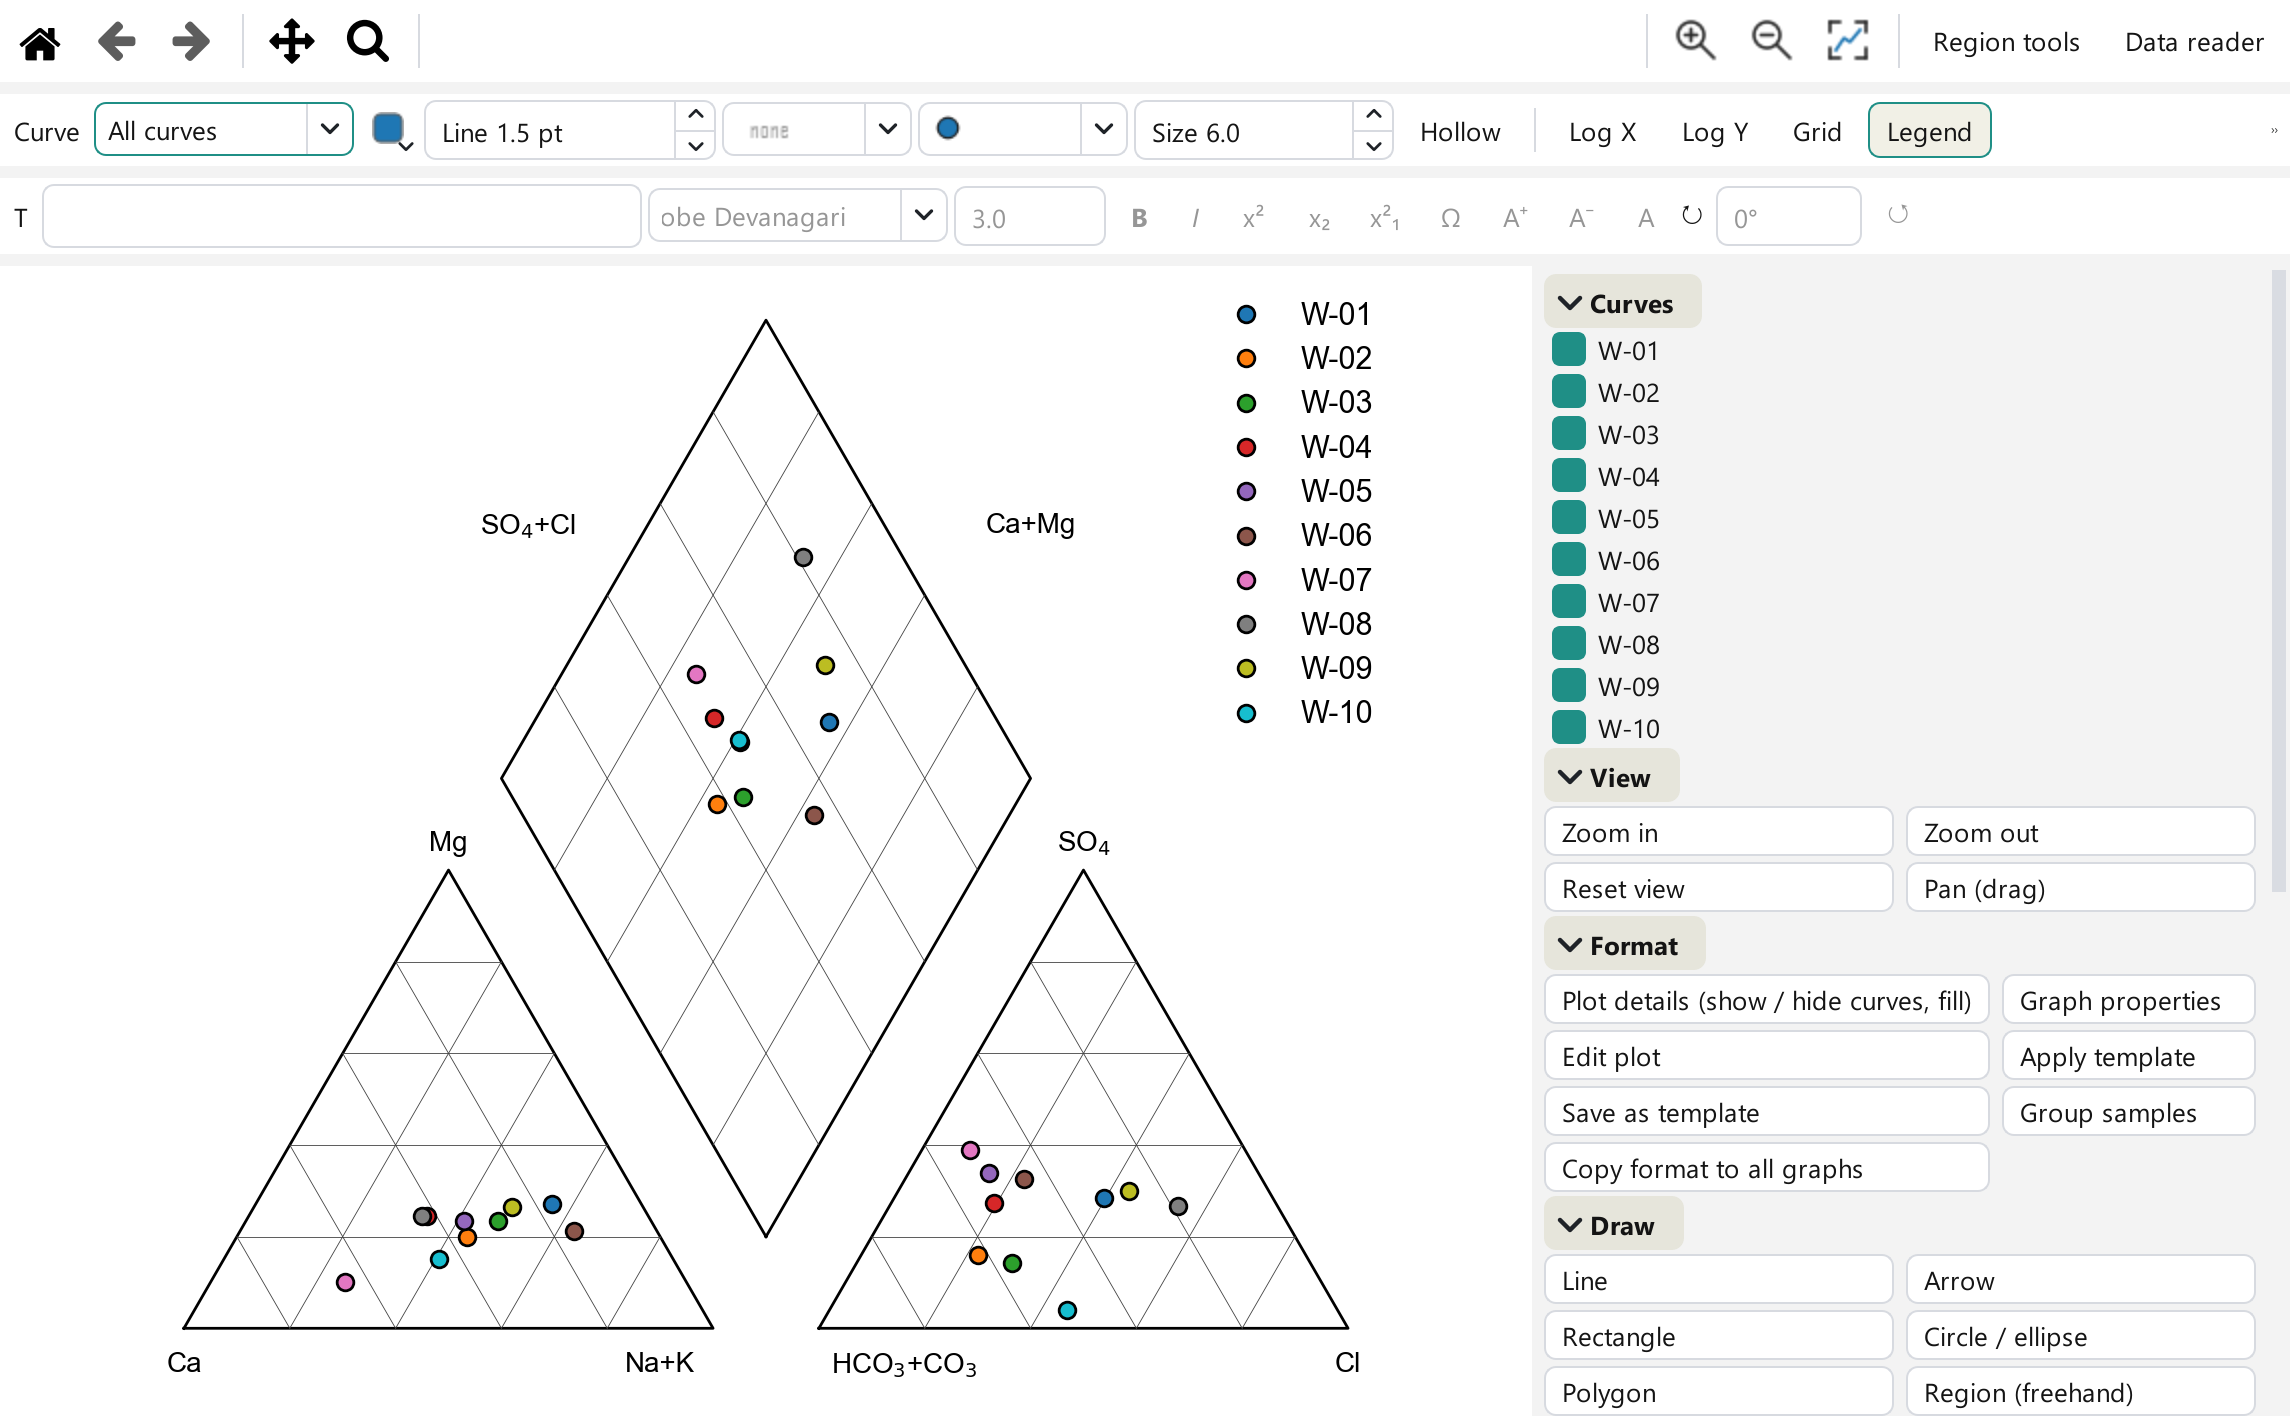 Region tools
Data reader
Curve
All curves
Line 1.5 pt
none
Size 6.0
Hollow
Log X
Log Y
Grid
Legend
»
T
obe Devanagari
3.0
B
I
x²
x₂
x²₁
Ω
A⁺
A⁻
A
0°
W-01
W-02
W-03
W-04
W-05
W-06
W-07
W-08
W-09
W-10
SO₄+Cl
Ca+Mg
Mg
SO₄
Ca
Na+K
HCO₃+CO₃
Cl
Curves
W-01
W-02
W-03
W-04
W-05
W-06
W-07
W-08
W-09
W-10
View
Zoom in
Zoom out
Reset view
Pan (drag)
Format
Plot details (show / hide curves, fill)
Graph properties
Edit plot
Apply template
Save as template
Group samples
Copy format to all graphs
Draw
Line
Arrow
Rectangle
Circle / ellipse
Polygon
Region (freehand)